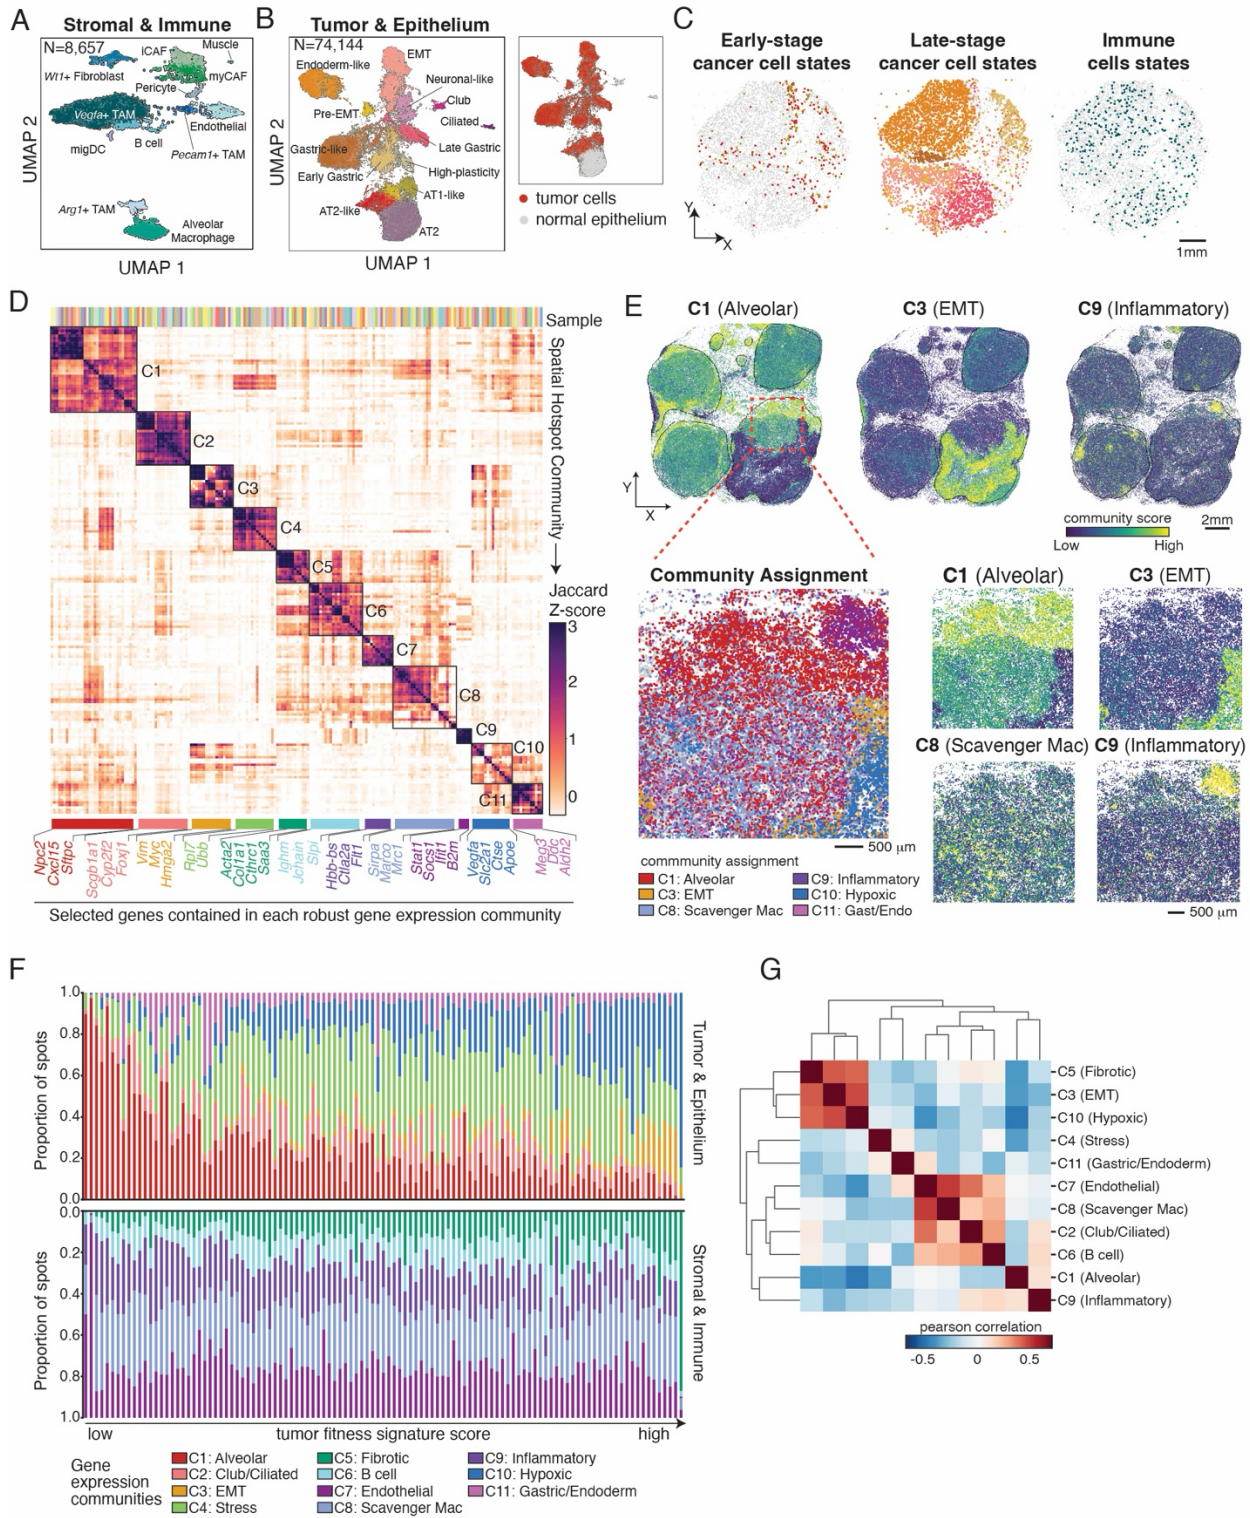 A
Stromal & Immune
N=8,657
iCAF
Muscle
Wt1+ Fibroblast
myCAF
Pericyte
Vegfa+ TAM
Endothelial
migDC
B cell
Pecam1+ TAM
Arg1+ TAM
Alveolar
Macrophage
UMAP 2
UMAP 1
B
Tumor & Epithelium
N=74,144
EMT
Endoderm-like
Neuronal-like
Pre-EMT
Club
Ciliated
Gastric-like
Late Gastric
Early Gastric
High-plasticity
AT1-like
AT2-like
AT2
UMAP 2
UMAP 1
tumor cells
normal epithelium
C
Early-stage
cancer cell states
Late-stage
cancer cell states
Immune
cells states
Y
X
1mm
D
Sample
Spatial Hotspot Community
C1
C2
C3
C4
C5
C6
C7
C8
C9
C10
C11
Jaccard
Z-score
3
2
1
0
Npc2
Cxcl15
Sftpc
Scgb1a1
Cyp2f2
Foxj1
Vim
Myc
Hmga2
Rpl7
Ubb
Acta2
Col1a1
Cthrc1
Saa3
Ighm
Jchain
Slpi
Hbb-bs
Ctla2a
Flt1
Sirpa
Marco
Mrc1
Stat1
Socs1
Ifit1
B2m
Vegfa
Slc2a1
Ctse
Apoe
Meg3
Ddc
Aldh2
Selected genes contained in each robust gene expression community
E
C1 (Alveolar)
C3 (EMT)
C9 (Inflammatory)
Y
X
community score
Low
High
2mm
Community Assignment
500 μm
commmunity assignment
C1: Alveolar
C3: EMT
C8: Scavenger Mac
C9: Inflammatory
C10: Hypoxic
C11: Gast/Endo
C1 (Alveolar)
C3 (EMT)
C8 (Scavenger Mac)
C9 (Inflammatory)
500 μm
F
1.0
0.8
0.6
0.4
0.2
0.0
Proportion of spots
Tumor & Epithelium
0.0
0.2
0.4
0.6
0.8
1.0
Proportion of spots
Stromal & Immune
low
tumor fitness signature score
high
Gene
expression
communities
C1: Alveolar
C2: Club/Ciliated
C3: EMT
C4: Stress
C5: Fibrotic
C6: B cell
C7: Endothelial
C8: Scavenger Mac
C9: Inflammatory
C10: Hypoxic
C11: Gastric/Endoderm
G
C5 (Fibrotic)
C3 (EMT)
C10 (Hypoxic)
C4 (Stress)
C11 (Gastric/Endoderm)
C7 (Endothelial)
C8 (Scavenger Mac)
C2 (Club/Ciliated)
C6 (B cell)
C1 (Alveolar)
C9 (Inflammatory)
pearson correlation
-0.5
0
0.5